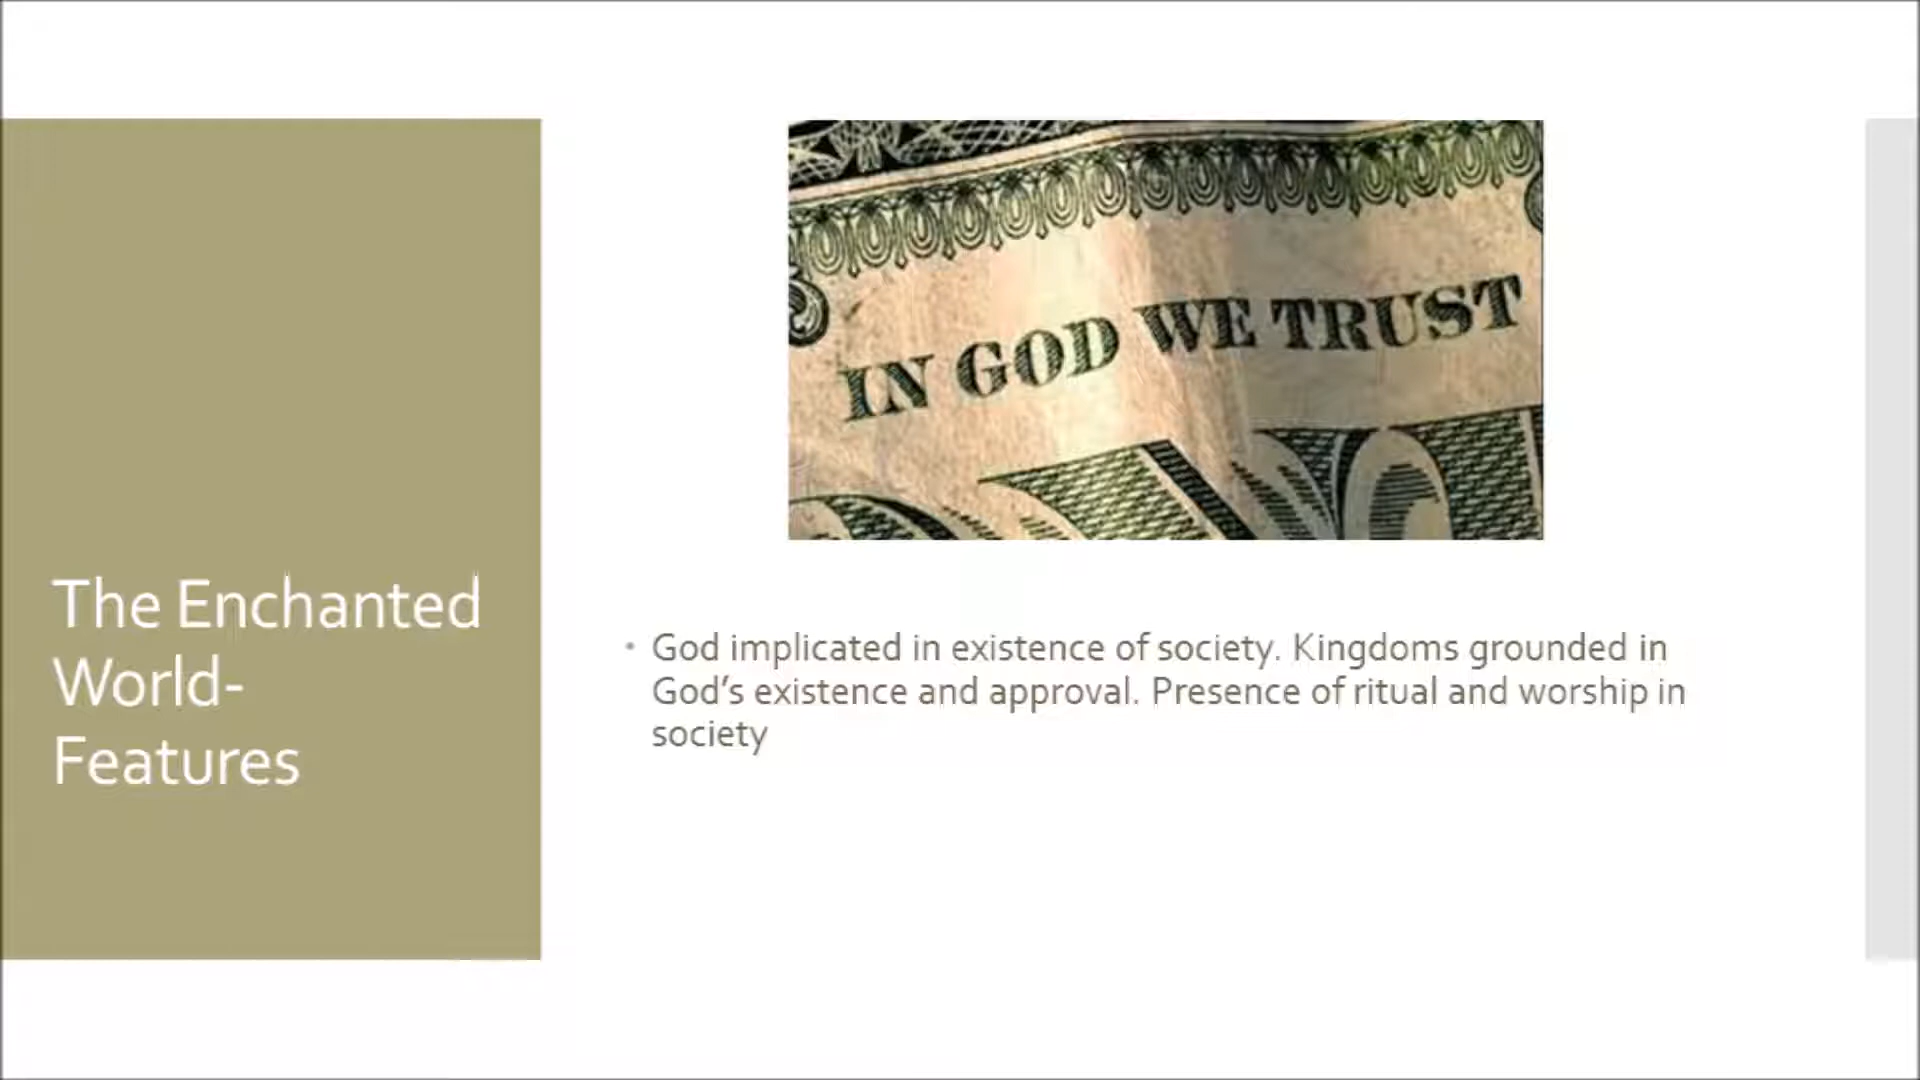 The Enchanted
World-
Features
IN GOD WE TRUST
• God implicated in existence of society. Kingdoms grounded in
God’s existence and approval. Presence of ritual and worship in
society